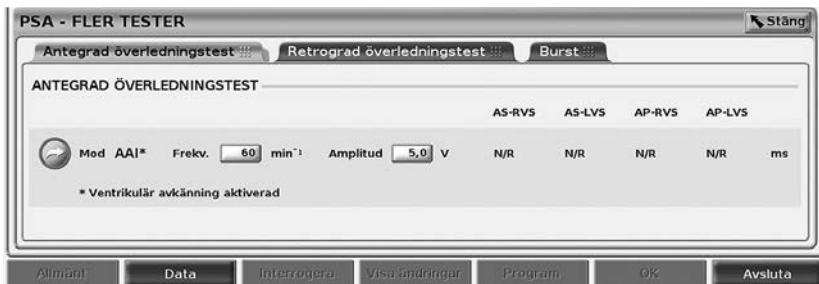 PSA - FLER TESTER Stäng
Antegrad överledningstest Retrograd överledningstest Burst
ANTEGRAD ÖVERLEDNINGSTEST
AS-RVS AS-LVS AP-RVS AP-LVS
Mod AAI* Frekv. 60 min⁻¹ Amplitud 5,0 V N/R N/R N/R N/R ms
* Ventrikulär avkänning aktiverad
Allmänt Data Interrogera Visa ändringar Program OK Avsluta